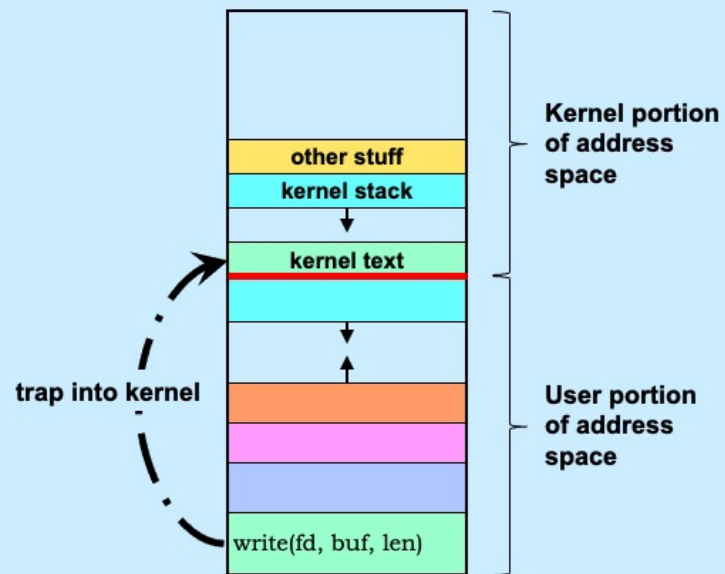 other stuff
kernel stack
kernel text
Kernel portion
of address
space
trap into kernel
User portion
of address
space
write(fd, buf, len)